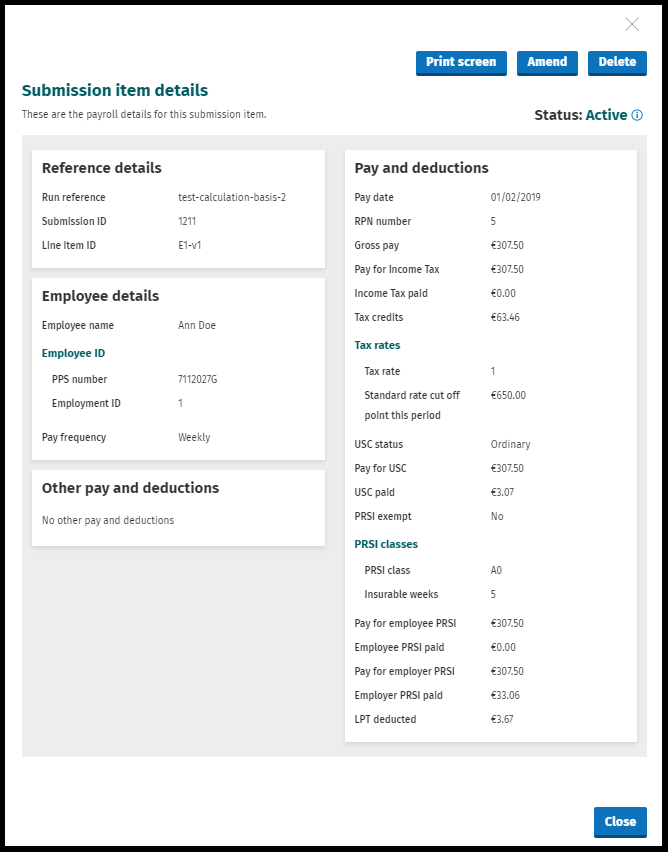 Print screen
Amend
Delete
Submission item details
These are the payroll details for this submission item.
Status: Active
Reference details
Run reference test-calculation-basis-2
Submission ID 1211
Line item ID E1-v1
Employee details
Employee name Ann Doe
Employee ID
PPS number 7112027G
Employment ID 1
Pay frequency Weekly
Other pay and deductions
No other pay and deductions
Pay and deductions
Pay date 01/02/2019
RPN number 5
Gross pay €307.50
Pay for Income Tax €307.50
Income Tax paid €0.00
Tax credits €63.46
Tax rates
Tax rate 1
Standard rate cut off €650.00
point this period
USC status Ordinary
Pay for USC €307.50
USC paid €3.07
PRSI exempt No
PRSI classes
PRSI class A0
Insurable weeks 5
Pay for employee PRSI €307.50
Employee PRSI paid €0.00
Pay for employer PRSI €307.50
Employer PRSI paid €33.06
LPT deducted €3.67
Close